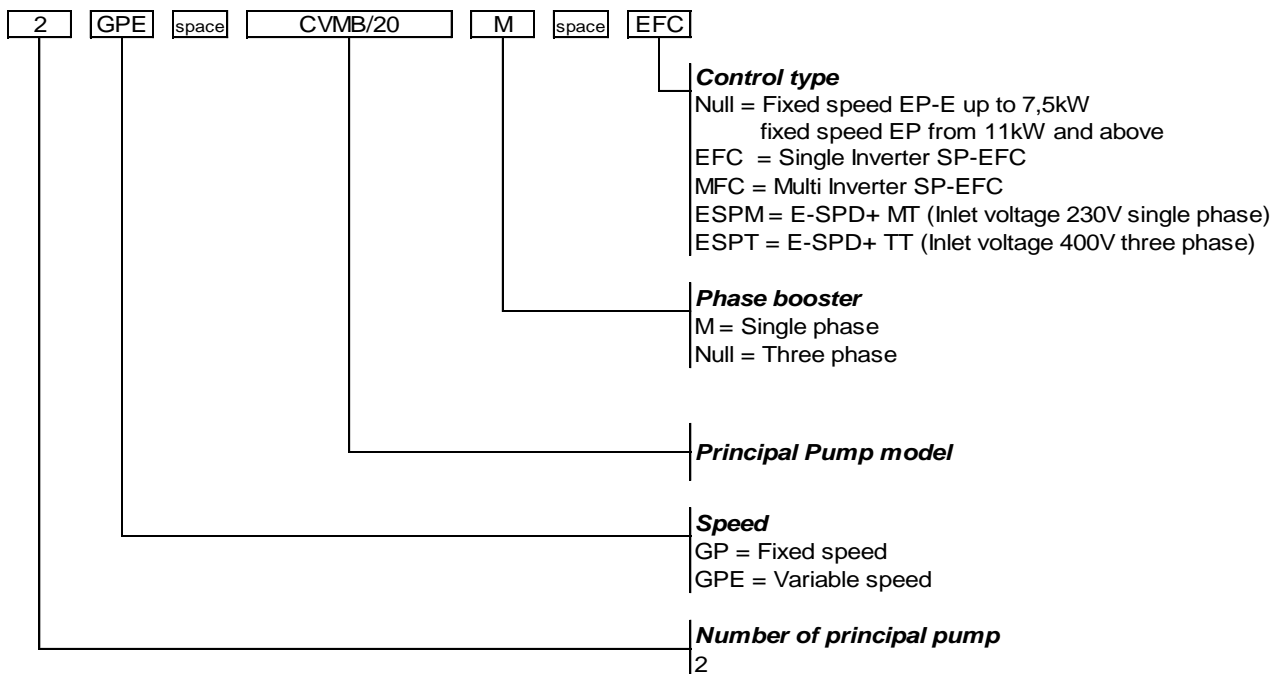 2 GPE space CVMB/20 M space EFC
Control type
Null = Fixed speed EP-E up to 7,5kW
fixed speed EP from 11kW and above
EFC = Single Inverter SP-EFC
MFC = Multi Inverter SP-EFC
ESPM = E-SPD+ MT (Inlet voltage 230V single phase)
ESPT = E-SPD+ TT (Inlet voltage 400V three phase)
Phase booster
M = Single phase
Null = Three phase
Principal Pump model
Speed
GP = Fixed speed
GPE = Variable speed
Number of principal pump
2